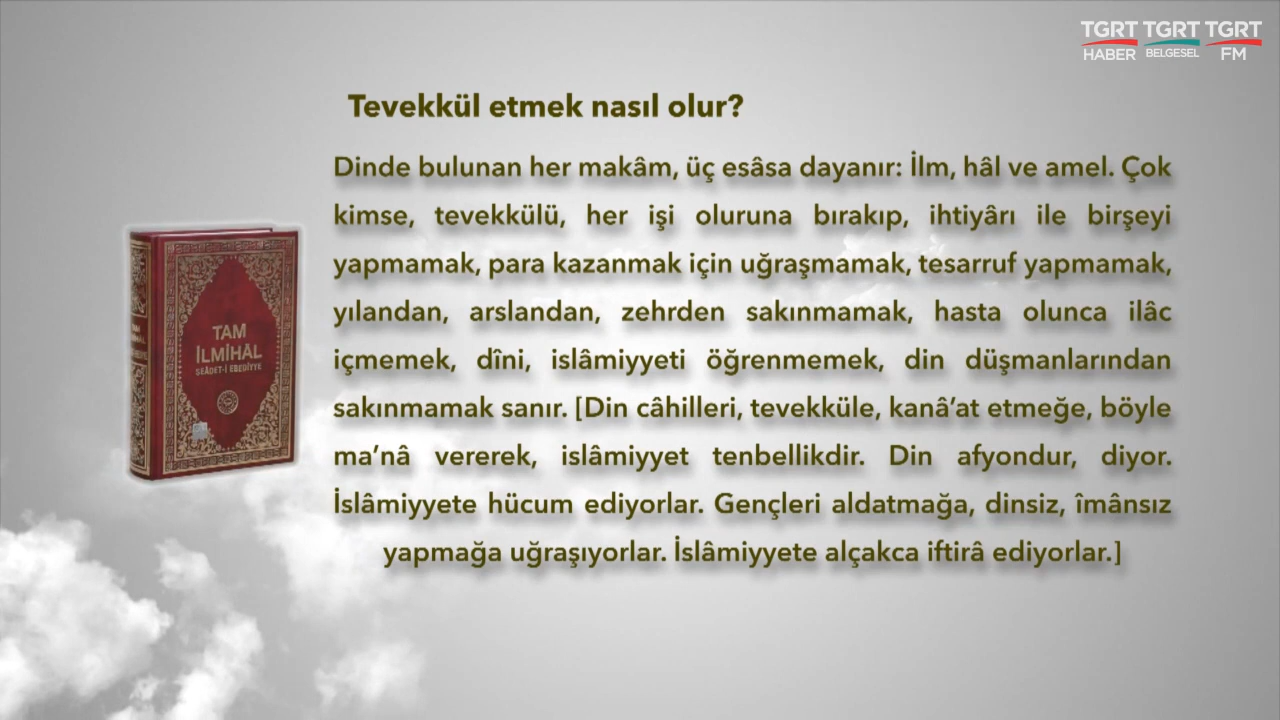 TGRT TGRT TGRT
HABER BELGESEL FM
Tevekkül etmek nasıl olur?
Dinde bulunan her makâm, üç esâsa dayanır: İlm, hâl ve amel. Çok
kimse, tevekkülü, her işi oluruna bırakıp, ihtiyârı ile birşeyi
yapmamak, para kazanmak için uğraşmamak, tesarruf yapmamak,
yılandan, arslandan, zehrden sakınmamak, hasta olunca ilâc
içmemek, dîni, islâmiyyeti öğrenmemek, din düşmanlarından
sakınmamak sanır. [Din câhilleri, tevekküle, kanâ’at etmeğe, böyle
ma’nâ vererek, islâmiyyet tenbellikdir. Din afyondur, diyor.
İslâmiyyete hücum ediyorlar. Gençleri aldatmağa, dinsiz, îmânsız
yapmağa uğraşıyorlar. İslâmiyyete alçakca iftirâ ediyorlar.]
TAM
İLMİHÂL
SEÂDET-İ EBEDİYYE